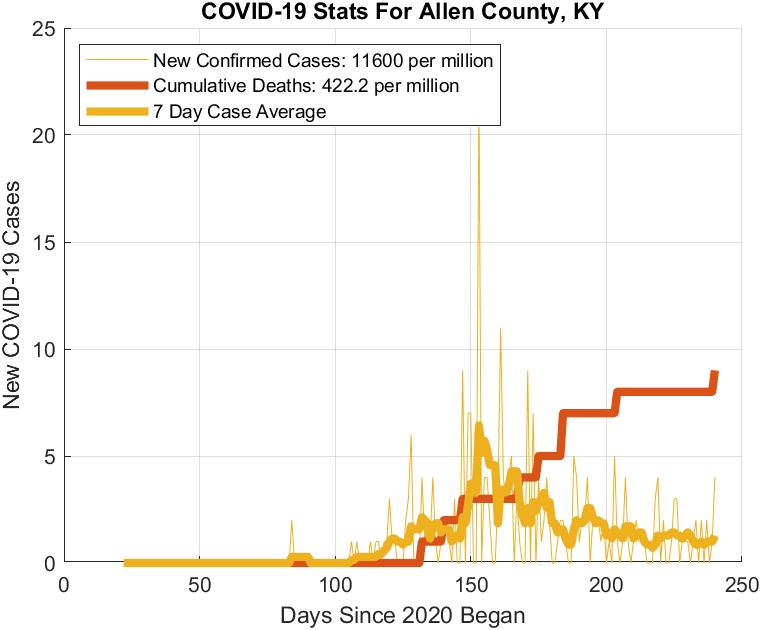 COVID-19 Stats For Allen County, KY
25
New Confirmed Cases: 11600 per million
Cumulative Deaths: 422.2 per million
7 Day Case Average
20
15
10
5
0
New COVID-19 Cases
0 50 100 150 200 250
Days Since 2020 Began